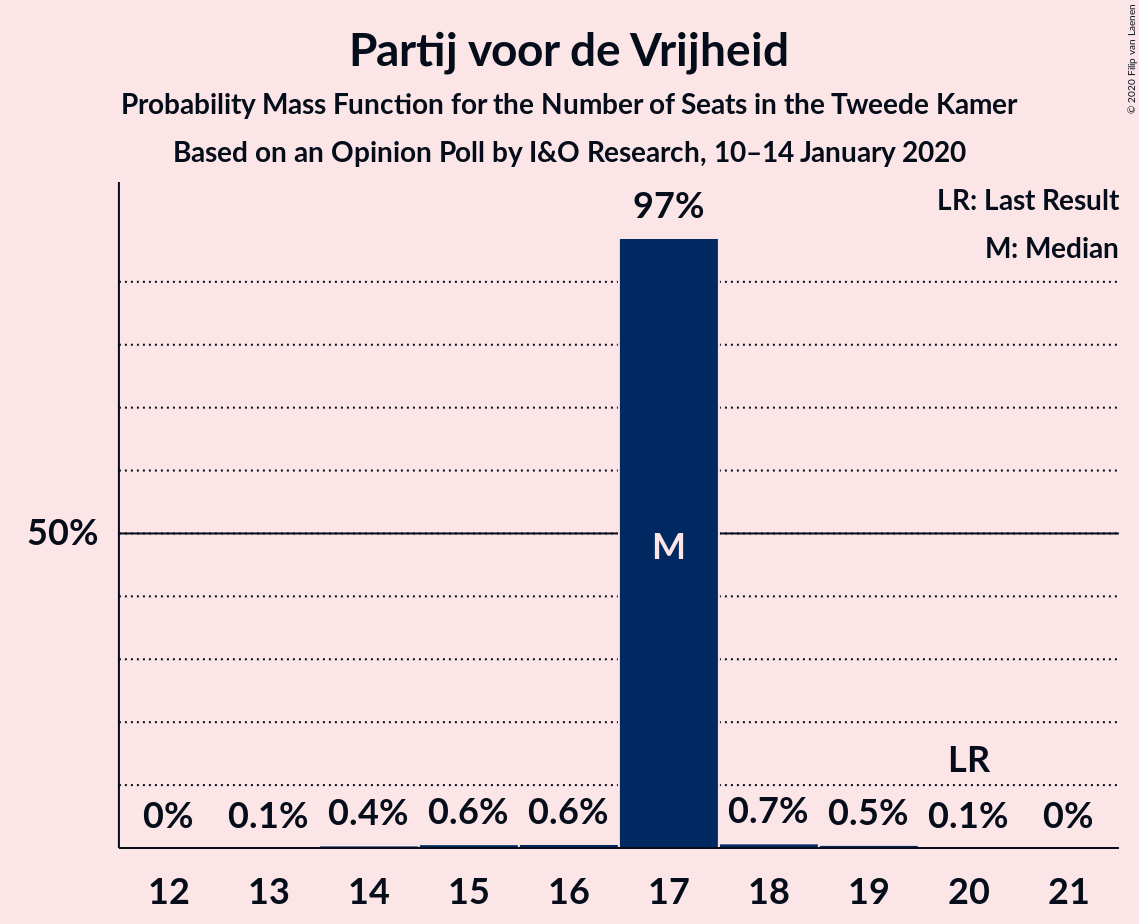 Partij voor de Vrijheid
Probability Mass Function for the Number of Seats in the Tweede Kamer
Based on an Opinion Poll by I&O Research, 10–14 January 2020
© 2020 Filip van Laenen
LR: Last Result
M: Median
97%
50%
M
LR
0% 0.1% 0.4% 0.6% 0.6% 0.7% 0.5% 0.1% 0%
12 13 14 15 16 17 18 19 20 21